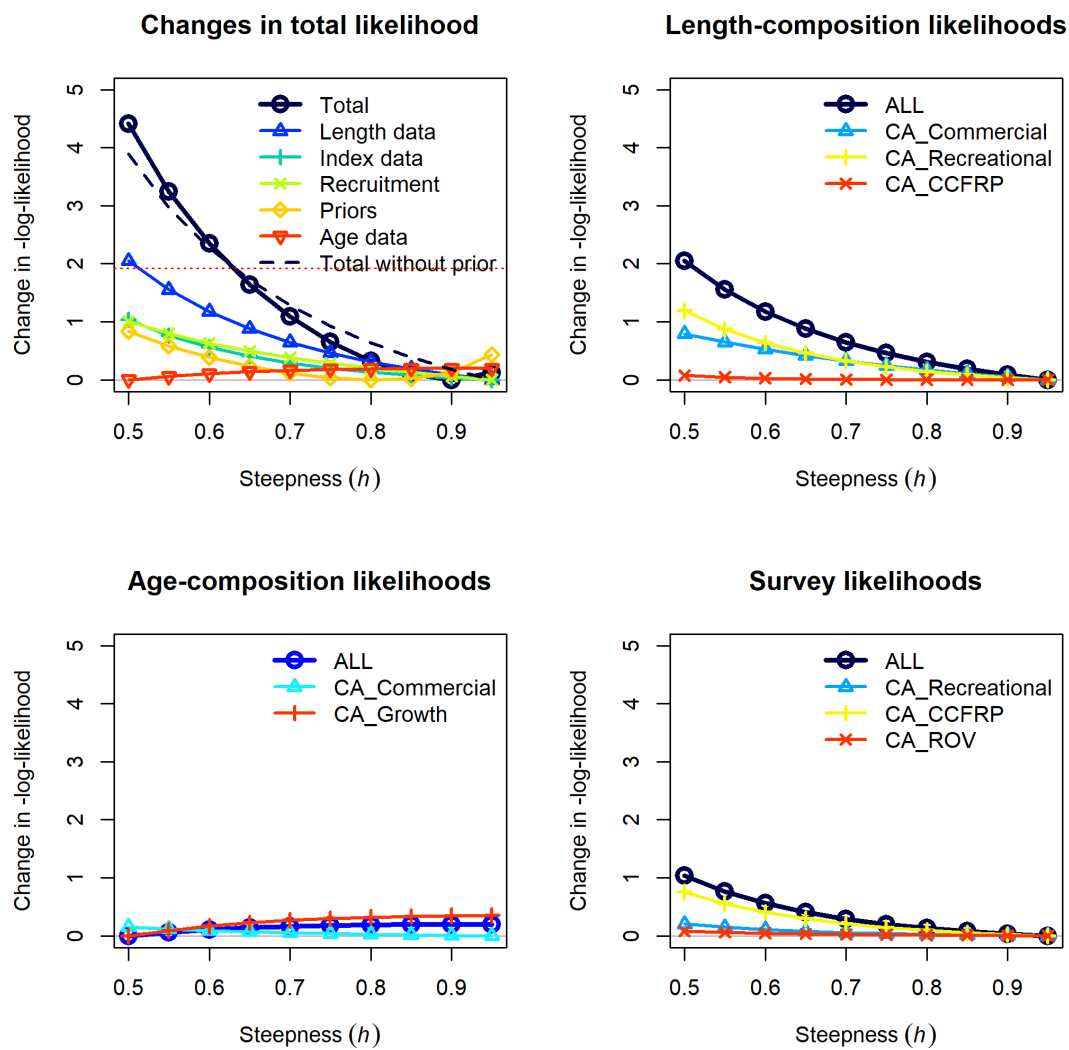 Changes in total likelihood
Change in -log-likelihood
5
4
3
2
1
0
Total
Length data
Index data
Recruitment
Priors
Age data
Total without prior
0.5 0.6 0.7 0.8 0.9
Steepness (h)
Length-composition likelihoods
Change in -log-likelihood
5
4
3
2
1
0
ALL
CA_Commercial
CA_Recreational
CA_CCFRP
0.5 0.6 0.7 0.8 0.9
Steepness (h)
Age-composition likelihoods
Change in -log-likelihood
5
4
3
2
1
0
ALL
CA_Commercial
CA_Growth
0.5 0.6 0.7 0.8 0.9
Steepness (h)
Survey likelihoods
Change in -log-likelihood
5
4
3
2
1
0
ALL
CA_Recreational
CA_CCFRP
CA_ROV
0.5 0.6 0.7 0.8 0.9
Steepness (h)